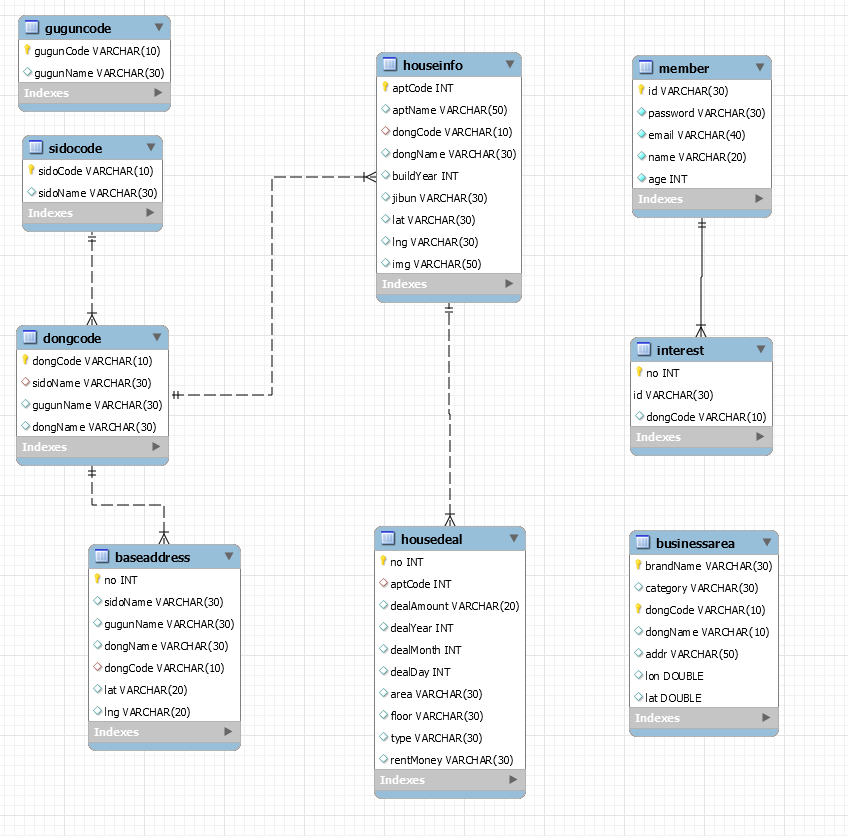 guguncode
gugunCode VARCHAR(10)
gugunName VARCHAR(30)
Indexes
sidocode
sidoCode VARCHAR(10)
sidoName VARCHAR(30)
Indexes
dongcode
dongCode VARCHAR(10)
sidoName VARCHAR(30)
gugunName VARCHAR(30)
dongName VARCHAR(30)
Indexes
baseaddress
no INT
sidoName VARCHAR(30)
gugunName VARCHAR(30)
dongName VARCHAR(30)
dongCode VARCHAR(10)
lat VARCHAR(20)
lng VARCHAR(20)
Indexes
houseinfo
aptCode INT
aptName VARCHAR(50)
dongCode VARCHAR(10)
dongName VARCHAR(30)
buildYear INT
jibun VARCHAR(30)
lat VARCHAR(30)
lng VARCHAR(30)
img VARCHAR(50)
Indexes
housedeal
no INT
aptCode INT
dealAmount VARCHAR(20)
dealYear INT
dealMonth INT
dealDay INT
area VARCHAR(30)
floor VARCHAR(30)
type VARCHAR(30)
rentMoney VARCHAR(30)
Indexes
member
id VARCHAR(30)
password VARCHAR(30)
email VARCHAR(40)
name VARCHAR(20)
age INT
Indexes
interest
no INT
id VARCHAR(30)
dongCode VARCHAR(10)
Indexes
businessarea
brandName VARCHAR(30)
category VARCHAR(30)
dongCode VARCHAR(10)
dongName VARCHAR(10)
addr VARCHAR(50)
lon DOUBLE
lat DOUBLE
Indexes